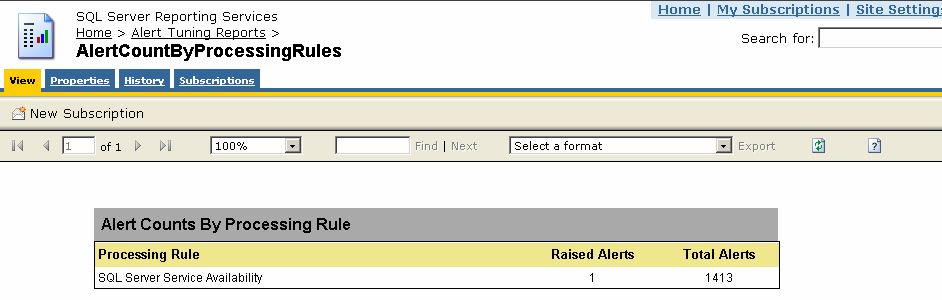 Home | My Subscriptions | Site Setting
SQL Server Reporting Services
Home > Alert Tuning Reports >
AlertCountByProcessingRules
Search for:
View Properties History Subscriptions
New Subscription
1 of 1 100% Find | Next Select a format Export
Alert Counts By Processing Rule
Processing Rule Raised Alerts Total Alerts
SQL Server Service Availability 1 1413